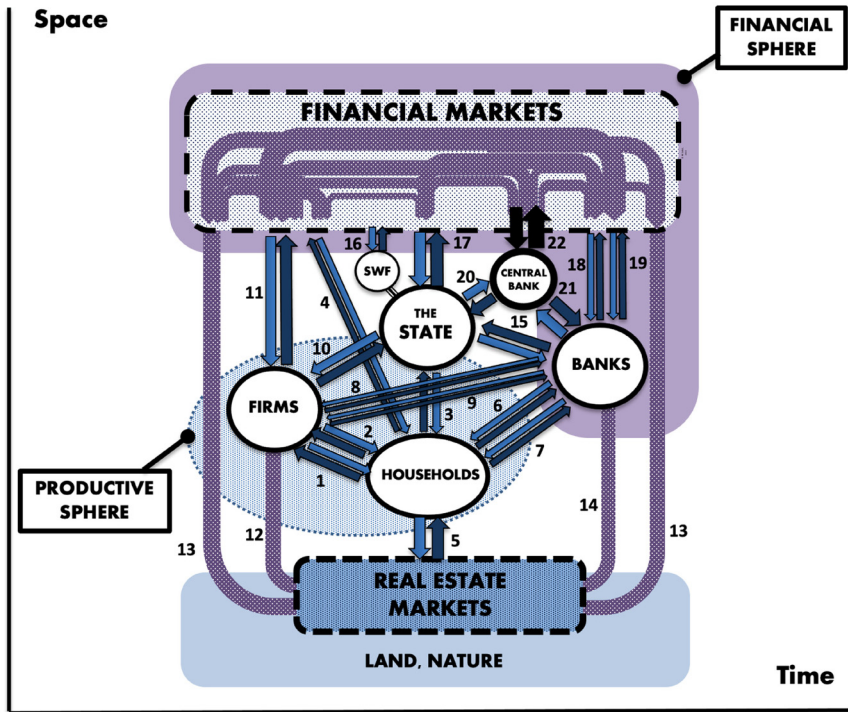 Space
FINANCIAL
SPHERE
FINANCIAL MARKETS
16
17
22
18
19
SWF
CENTRAL
BANK
20
21
11
4
THE
STATE
15
10
BANKS
8
FIRMS
9
6
3
2
7
HOUSEHOLDS
1
PRODUCTIVE
SPHERE
14
13
12
5
13
REAL ESTATE
MARKETS
LAND, NATURE
Time